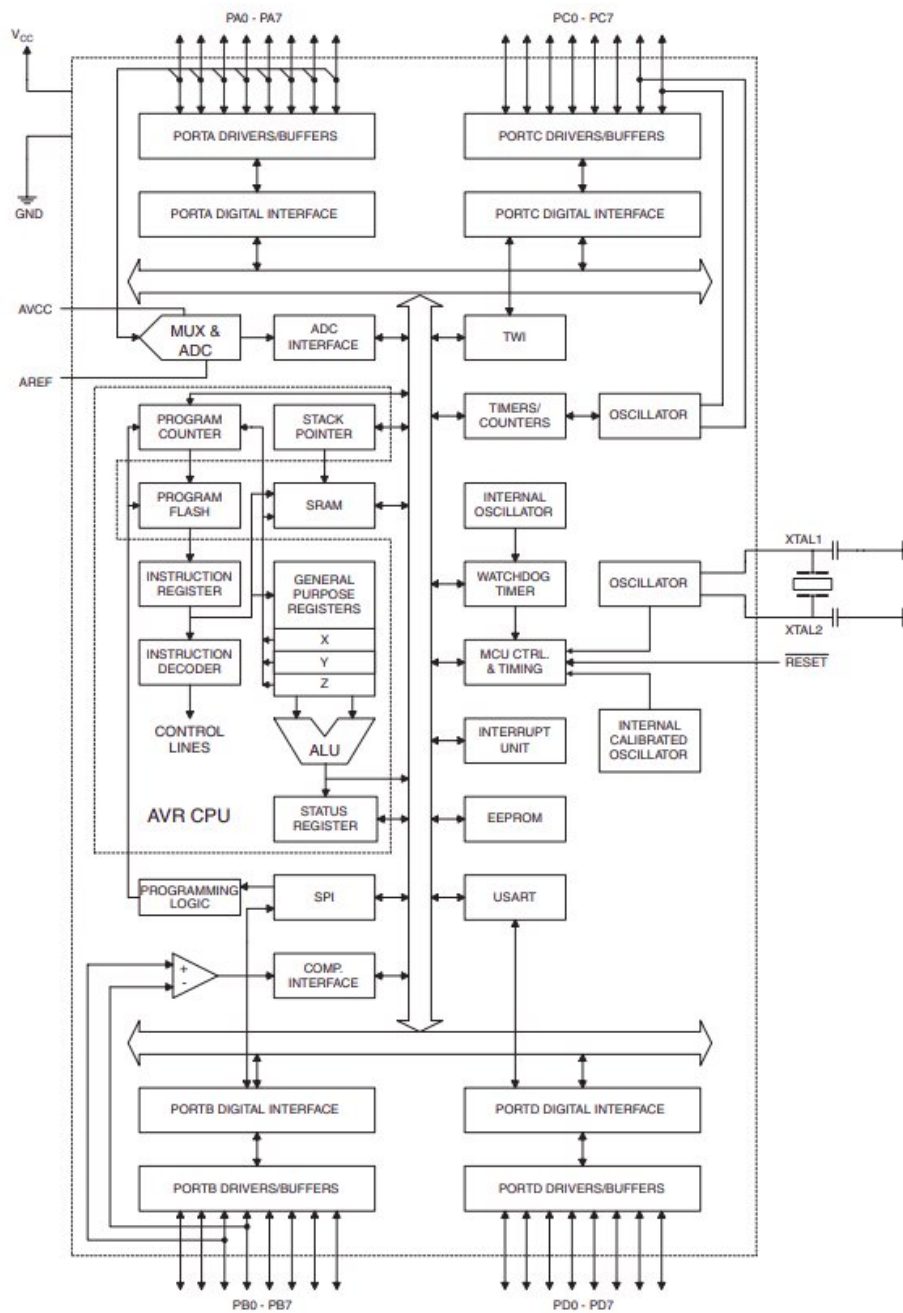 PA0 - PA7
PC0 - PC7
VCC
PORTA DRIVERS/BUFFERS
PORTC DRIVERS/BUFFERS
GND
PORTA DIGITAL INTERFACE
PORTC DIGITAL INTERFACE
AVCC
MUX &
ADC
ADC
INTERFACE
TWI
AREF
PROGRAM
COUNTER
STACK
POINTER
TIMERS/
COUNTERS
OSCILLATOR
PROGRAM
FLASH
SRAM
INTERNAL
OSCILLATOR
XTAL1
INSTRUCTION
REGISTER
GENERAL
PURPOSE
REGISTERS
WATCHDOG
TIMER
OSCILLATOR
X
XTAL2
INSTRUCTION
DECODER
Y
MCU CTRL.
& TIMING
RESET
Z
CONTROL
LINES
ALU
INTERRUPT
UNIT
INTERNAL
CALIBRATED
OSCILLATOR
AVR CPU
STATUS
REGISTER
EEPROM
PROGRAMMING
LOGIC
SPI
USART
+
-
COMP.
INTERFACE
PORTB DIGITAL INTERFACE
PORTD DIGITAL INTERFACE
PORTB DRIVERS/BUFFERS
PORTD DRIVERS/BUFFERS
PB0 - PB7
PD0 - PD7